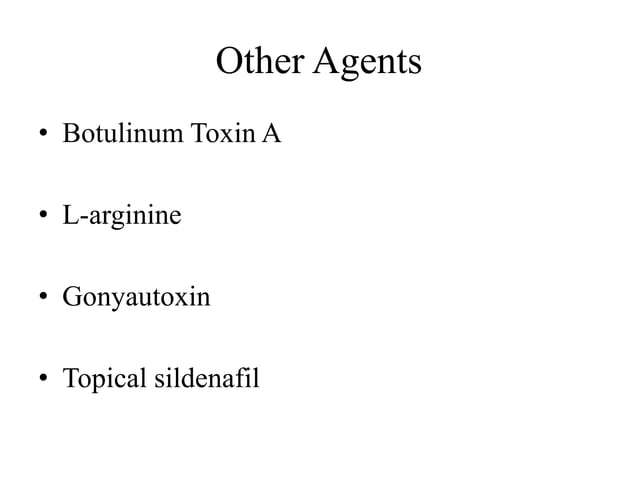 Other Agents
• Botulinum Toxin A
• L-arginine
• Gonyautoxin
• Topical sildenafil